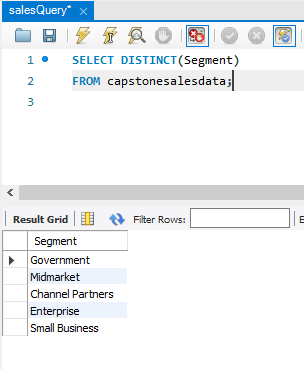 salesQuery*
1 SELECT DISTINCT(Segment)
2 FROM capstonesalesdata;
3
Result Grid Filter Rows:
Segment
Government
Midmarket
Channel Partners
Enterprise
Small Business